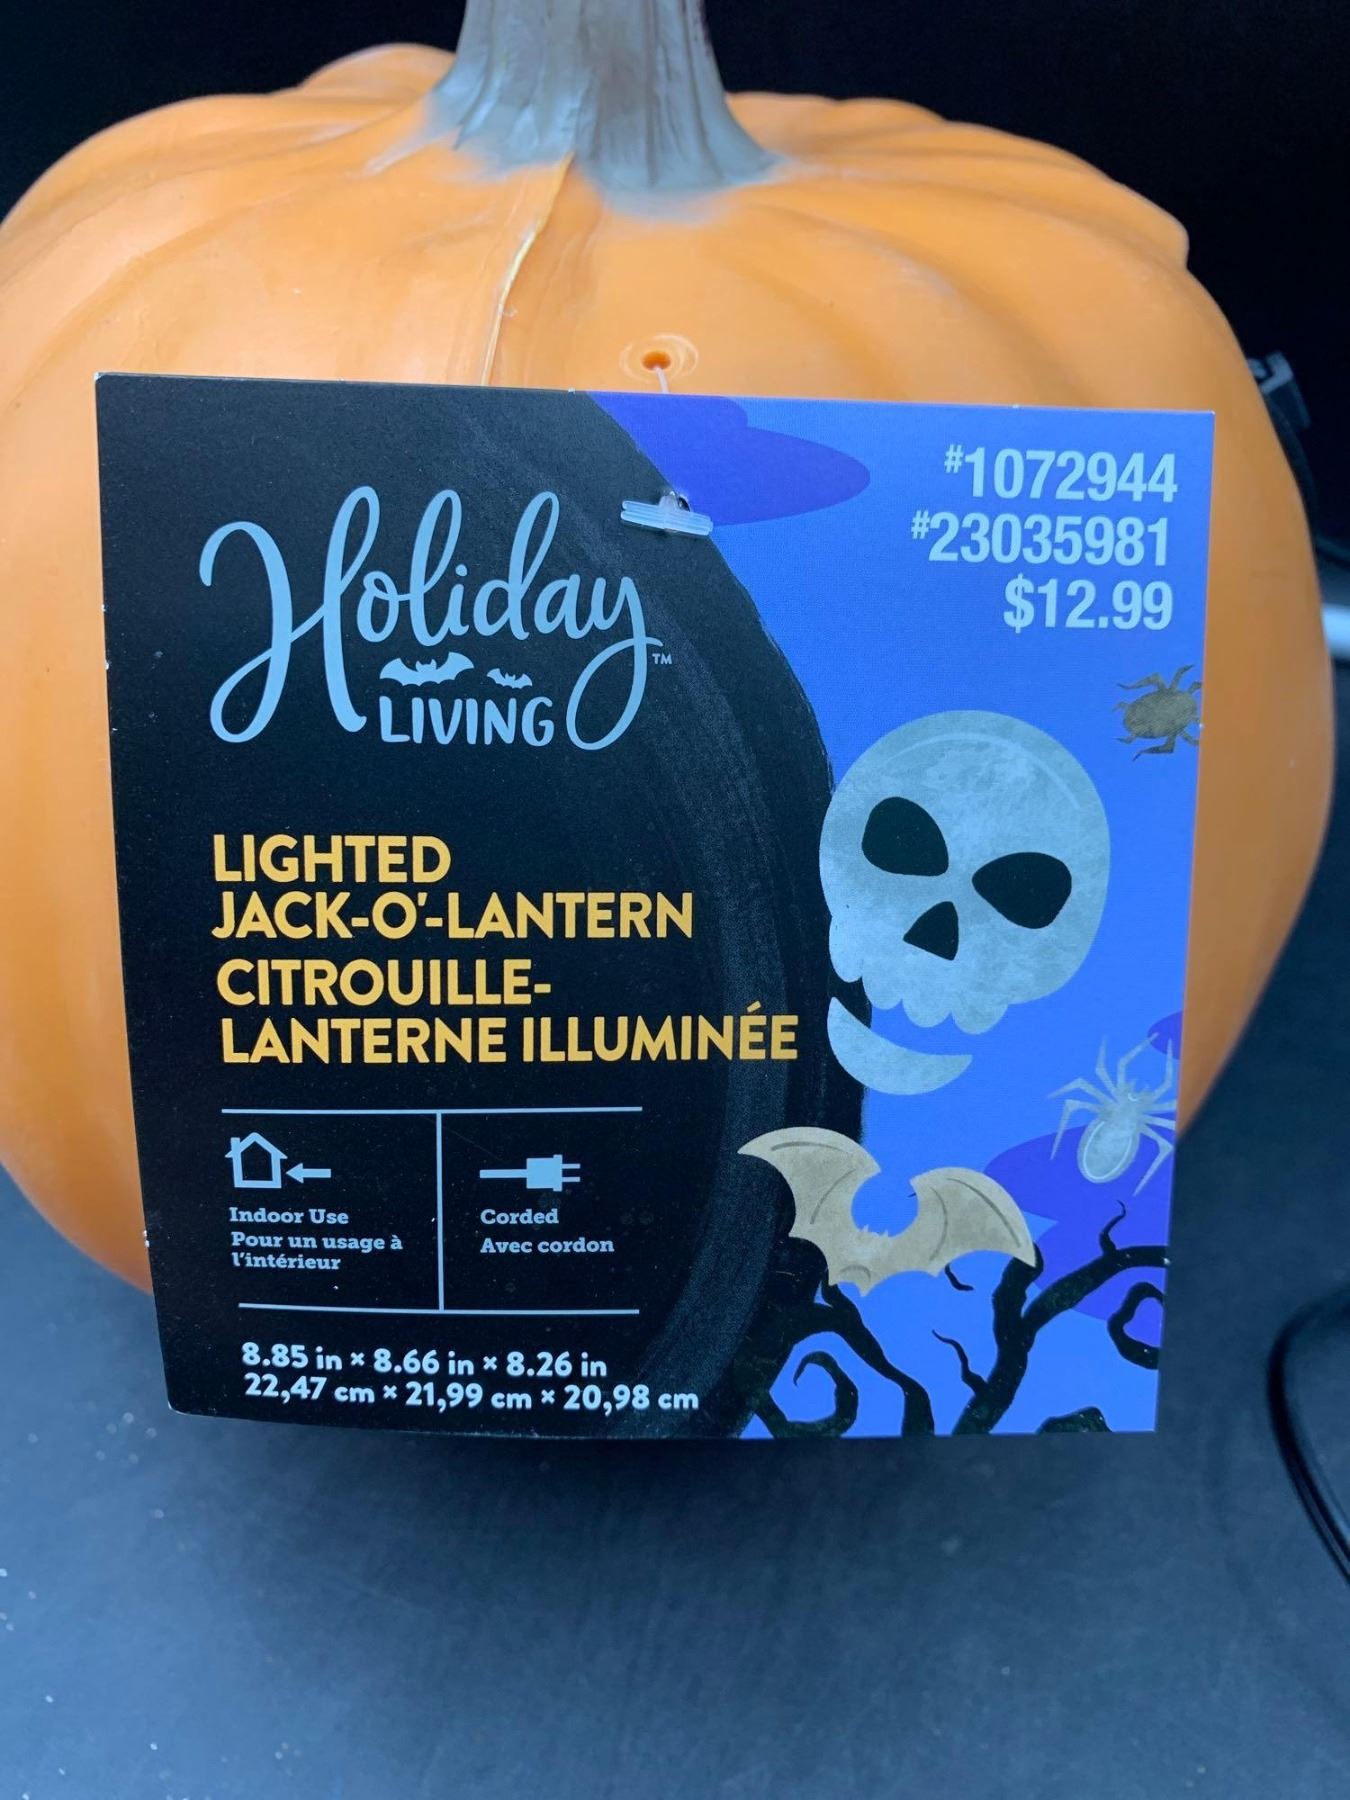 #1072944
#23035981
$12.99
Holiday™
LIVING
LIGHTED
JACK-O'-LANTERN
CITROUILLE-
LANTERNE ILLUMINÉE
Indoor Use
Pour un usage à
l'intérieur
Corded
Avec cordon
8.85 in × 8.66 in × 8.26 in
22,47 cm × 21,99 cm × 20,98 cm